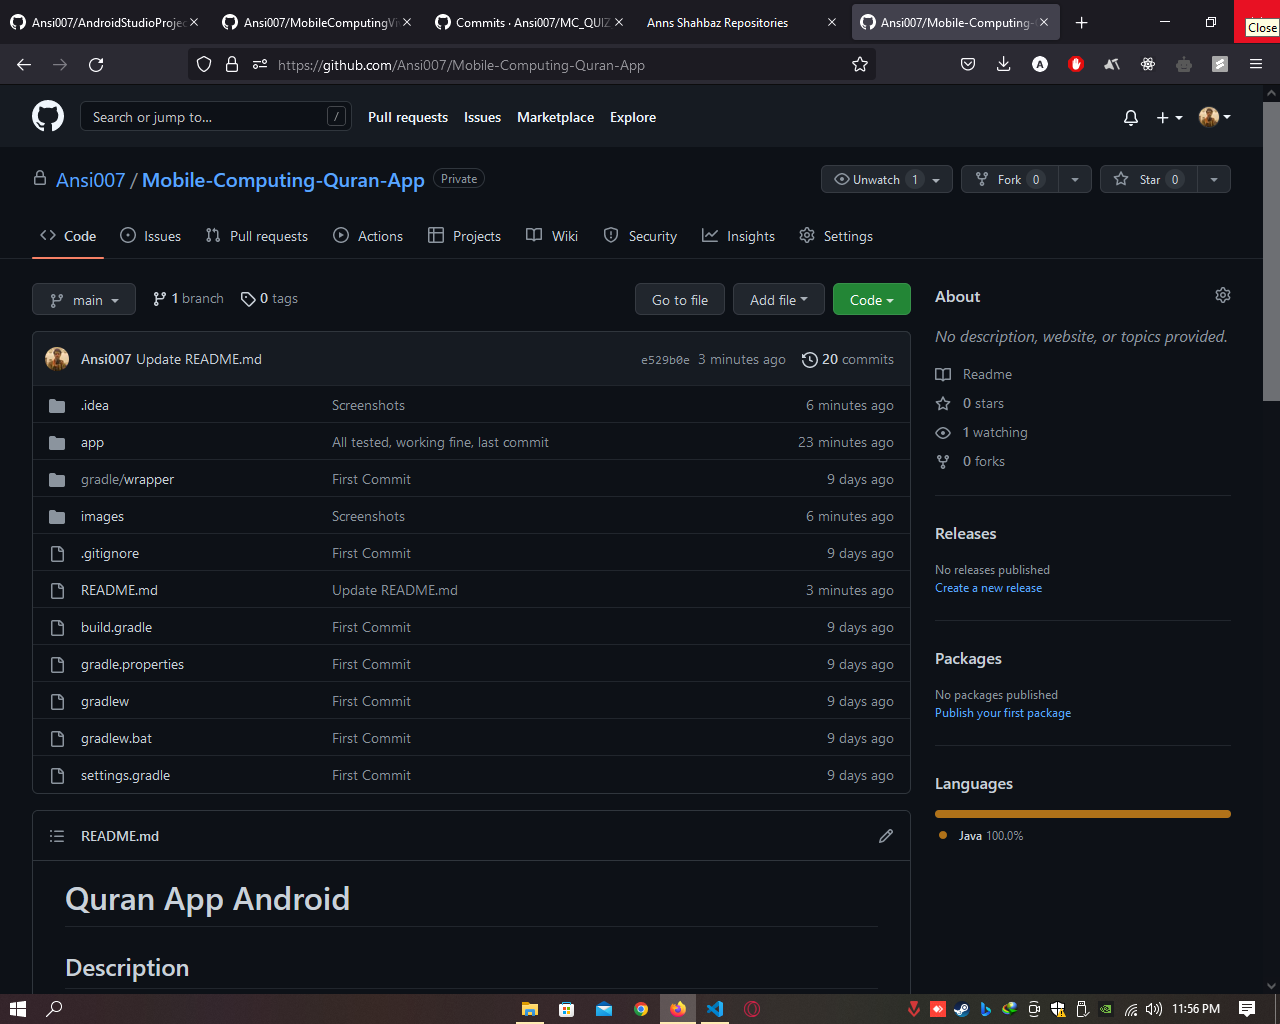 Ansi007/AndroidStudioProjec
Ansi007/MobileComputingVi
Commits · Ansi007/MC_QUIZ
Anns Shahbaz Repositories
Ansi007/Mobile-Computing-
Close
https://github.com/Ansi007/Mobile-Computing-Quran-App
Search or jump to...
/
Pull requests
Issues
Marketplace
Explore
Ansi007 / Mobile-Computing-Quran-App Private
Unwatch 1
Fork 0
Star 0
Code
Issues
Pull requests
Actions
Projects
Wiki
Security
Insights
Settings
main
1 branch
0 tags
Go to file
Add file
Code
Ansi007 Update README.md e529b0e 3 minutes ago 20 commits
.idea Screenshots 6 minutes ago
app All tested, working fine, last commit 23 minutes ago
gradle/wrapper First Commit 9 days ago
images Screenshots 6 minutes ago
.gitignore First Commit 9 days ago
README.md Update README.md 3 minutes ago
build.gradle First Commit 9 days ago
gradle.properties First Commit 9 days ago
gradlew First Commit 9 days ago
gradlew.bat First Commit 9 days ago
settings.gradle First Commit 9 days ago
README.md
Quran App Android
Description
About
No description, website, or topics provided.
Readme
0 stars
1 watching
0 forks
Releases
No releases published
Create a new release
Packages
No packages published
Publish your first package
Languages
Java 100.0%
11:56 PM